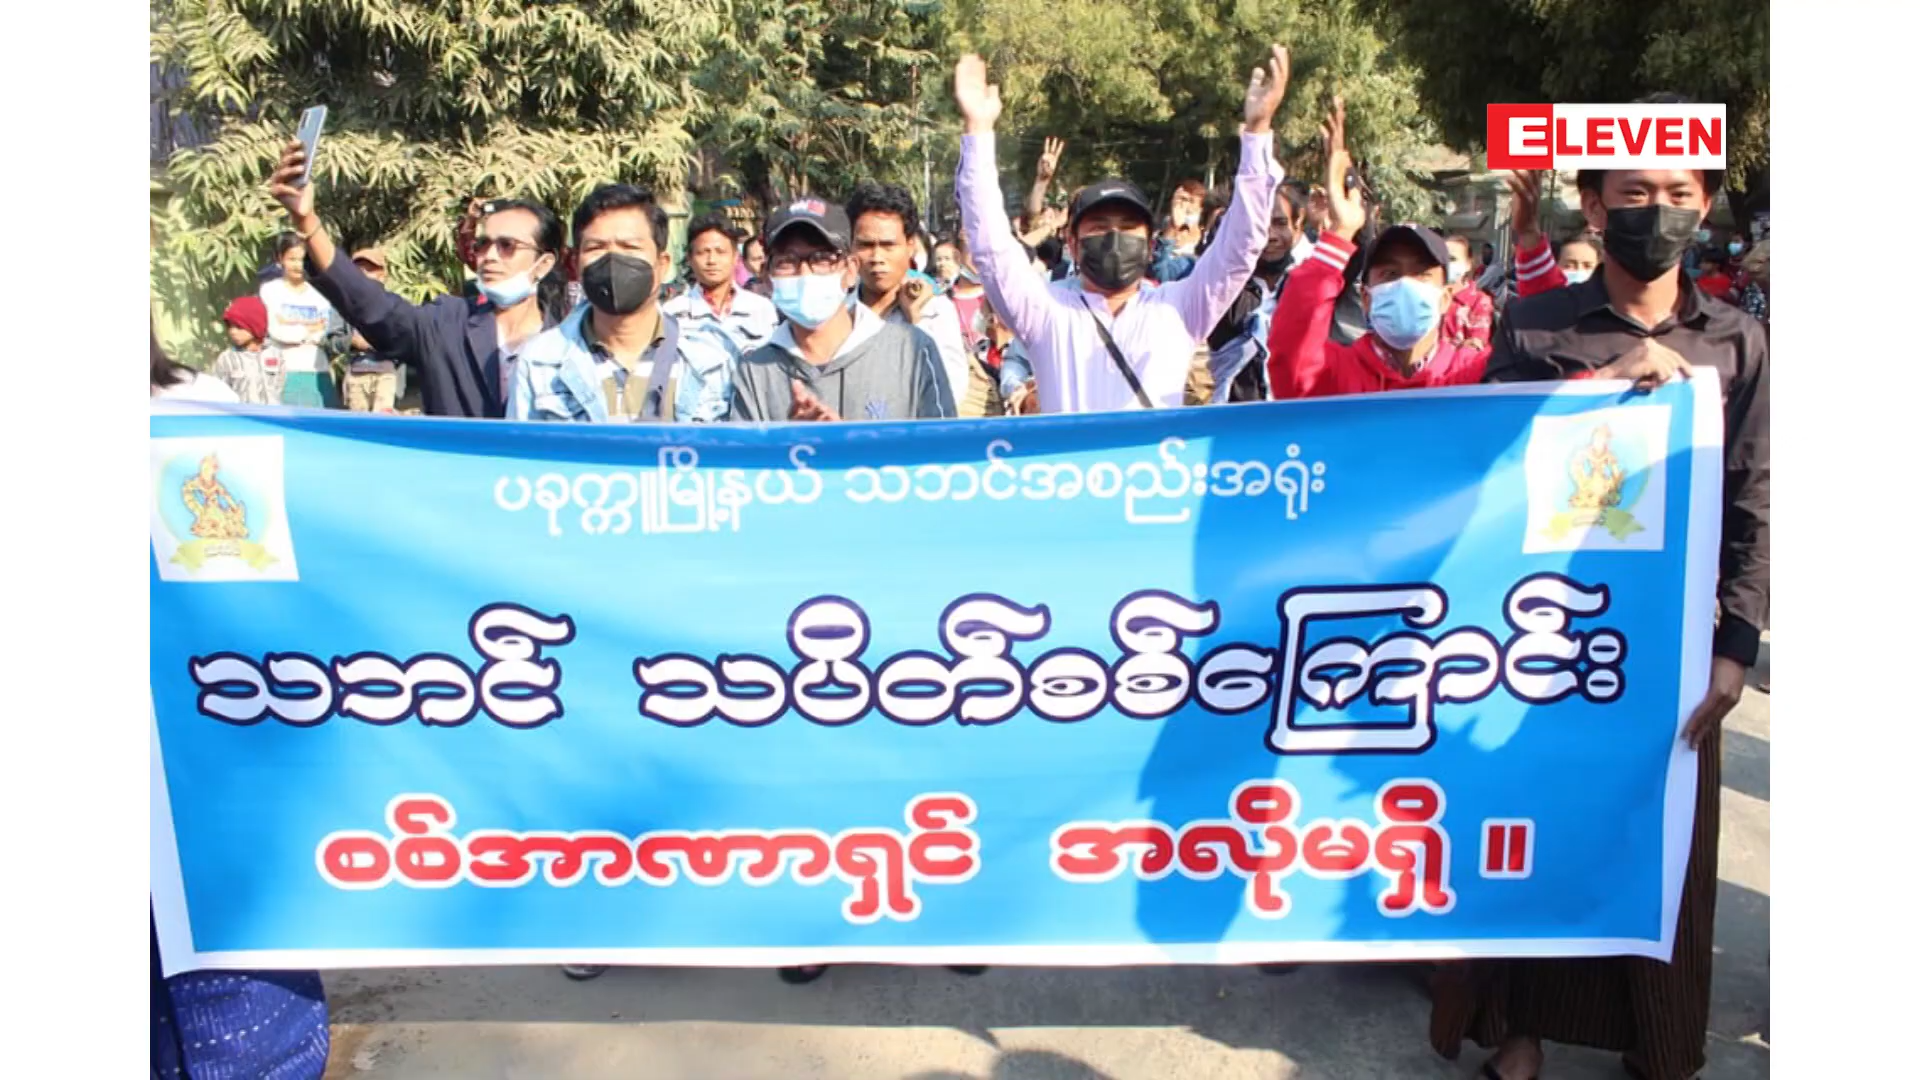 ELEVEN
ပခုက္ကူမြို့နယ် သဘင်အစည်းအရုံး
သဘင် သပိတ်စစ်ကြောင်း
စစ်အာဏာရှင် အလိုမရှိ ။